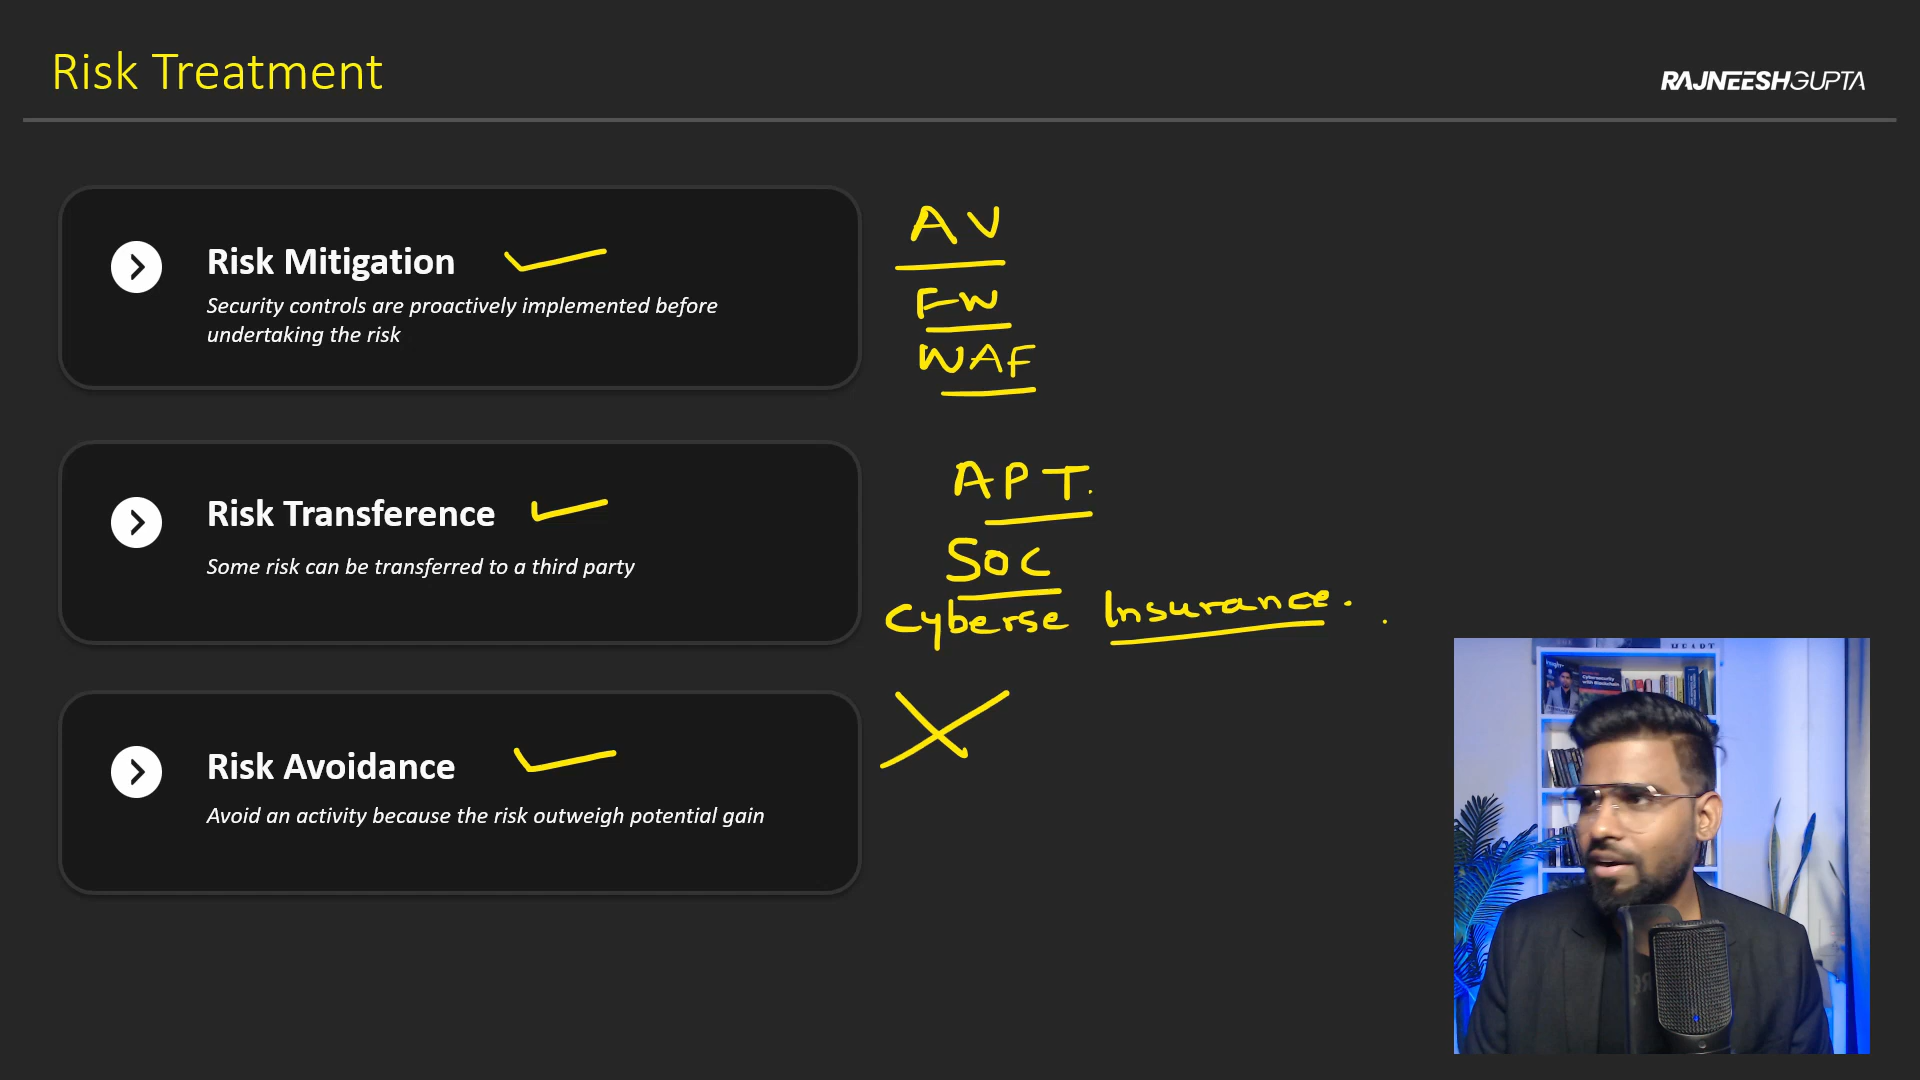 Risk Treatment
RAJNEESHGUPTA
Risk Mitigation
Security controls are proactively implemented before
undertaking the risk
AV
FW
WAF
Risk Transference
Some risk can be transferred to a third party
APT.
SOC
Cyberse Insurance.
Risk Avoidance
Avoid an activity because the risk outweigh potential gain